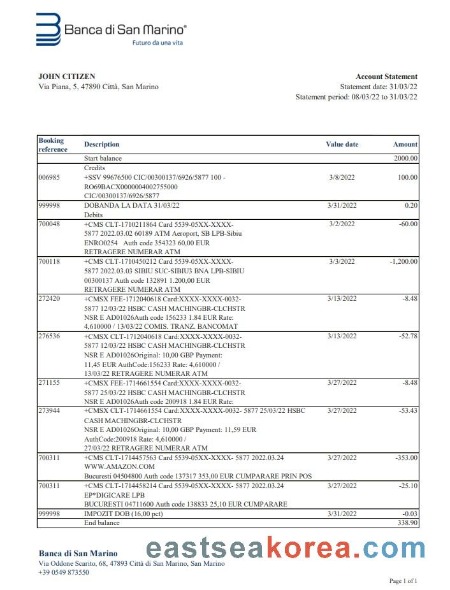 Banca di San Marino®
Futuro da una vita
JOHN CITIZEN
Account Statement
Via Piana, 5, 47890 Città, San Marino
Statement date: 31/03/22
Statement period: 08/03/22 to 31/03/22
Booking reference Description Value date Amount
Start balance 2000.00
Credits
006985 +SSV 99676500 CIC/00300137/6926/5877 100 - 3/8/2022 100.00
RO69BACX0000004002755000
CIC/00300137/6926/5877
999998 DOBANDA LA DATA 31/03/22 3/31/2022 0.20
Debits
700048 +CMS CLT-1710211864 Card 5539-05XX-XXXX- 3/2/2022 -60.00
5877 2022.03.02 60189 ATM Aeroport, SB LPB-Sibiu
ENRO0254 Auth code 354323 60,00 EUR
RETRAGERE NUMERAR ATM
700118 +CMS CLT-1710450212 Card 5539-05XX-XXXX- 3/3/2022 -1,200.00
5877 2022.03.03 SIBIU SUC-SIBIU3 BNA LPB-SIBIU
00300137 Auth code 132891 1.200,00 EUR
RETRAGERE NUMERAR ATM
272420 +CMSX FEE-1712040618 Card:XXXX-XXXX-0032- 3/13/2022 -8.48
5877 12/03/22 HSBC CASH MACHINGBR-CLCHSTR
NSR E AD01026Auth code156233 1.84 EUR Rate:
4,610000 / 13/03/22 COMIS. TRANZ. BANCOMAT
276536 +CMSX CLT-1712040618 Card:XXXX-XXXX-0032- 3/13/2022 -52.78
5877 12/03/22 HSBC CASH MACHINGBR-CLCHSTR
NSR E AD01026Original: 10,00 GBP Payment:
11,45 EUR AuthCode:156233 Rate: 4,610000 /
13/03/22 RETRAGERE NUMERAR ATM
271155 +CMSX FEE-1714661554 Card:XXXX-XXXX-0032- 3/27/2022 -8.48
5877 25/03/22 HSBC CASH MACHINGBR-CLCHSTR
NSR E AD01026Auth code 200918 1.84 EUR Rate:
273944 +CMSX CLT-1714661554 Card:XXXX-XXXX-0032- 5877 25/03/22 HSBC 3/27/2022 -53.43
CASH MACHINGBR-CLCHSTR
NSR E AD01026Original: 10,00 GBP Payment: 11,59 EUR
AuthCode:200918 Rate: 4,610000 /
27/03/22 RETRAGERE NUMERAR ATM
700311 +CMS CLT-1714457563 Card 5539-05XX-XXXX- 5877 2022.03.24 3/27/2022 -353.00
WWW.AMAZON.COM
Bucuresti 04504800 Auth code 137317 353,00 EUR CUMPARARE PRIN POS
700311 +CMS CLT-1714458214 Card 5539-05XX-XXXX- 5877 2022.03.24 3/27/2022 -25.10
EP*DIGICARE LPB
BUCURESTI 04711600 Auth code 138833 25,10 EUR CUMPARARE
999998 IMPOZIT DOB (16,00 pct) 3/31/2022 -0.03
End balance 338.90
Banca di San Marino
Via Oddone Scarito, 68, 47893 Città di San Marino, San Marino
+39 0549 873550
eastseakorea.com
Page 1 of 1